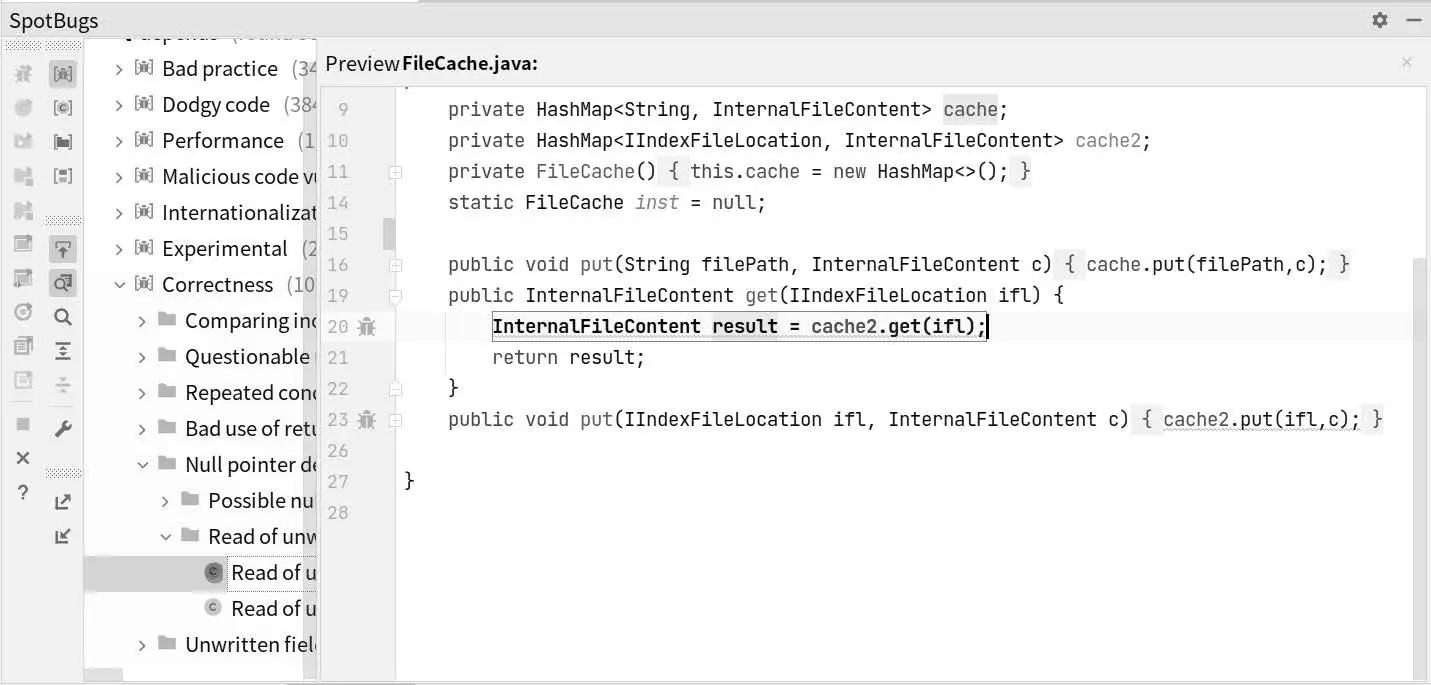 SpotBugs
Bad practice (34
Dodgy code (384
Performance (1
Malicious code vu
Internationalizat
Experimental (2
Correctness (10
Comparing inc
Questionable
Repeated cond
Bad use of retu
Null pointer de
Possible nu
Read of unw
Read of u
Read of u
Unwritten field
?
Preview FileCache.java:
9 private HashMap<String, InternalFileContent> cache;
10 private HashMap<IIndexFileLocation, InternalFileContent> cache2;
11 private FileCache() { this.cache = new HashMap<>(); }
14 static FileCache inst = null;
15
16 public void put(String filePath, InternalFileContent c) { cache.put(filePath,c); }
19 public InternalFileContent get(IIndexFileLocation ifl) {
20 InternalFileContent result = cache2.get(ifl);
21 return result;
22 }
23 public void put(IIndexFileLocation ifl, InternalFileContent c) { cache2.put(ifl,c); }
26
27 }
28